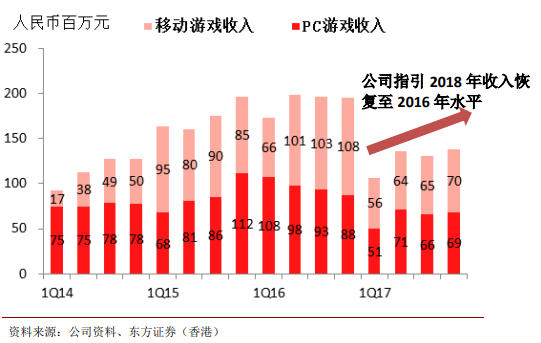 人民币百万元
移动游戏收入 PC游戏收入
250
200
150
100
50
0
公司指引 2018 年收入恢
复至 2016 年水平
17 38 49 50 95 80 90 85 66 101 103 108 56 64 65 70
75 75 78 78 68 81 86 112 108 98 93 88 51 71 66 69
1Q14 1Q15 1Q16 1Q17
资料来源：公司资料、东方证券（香港）